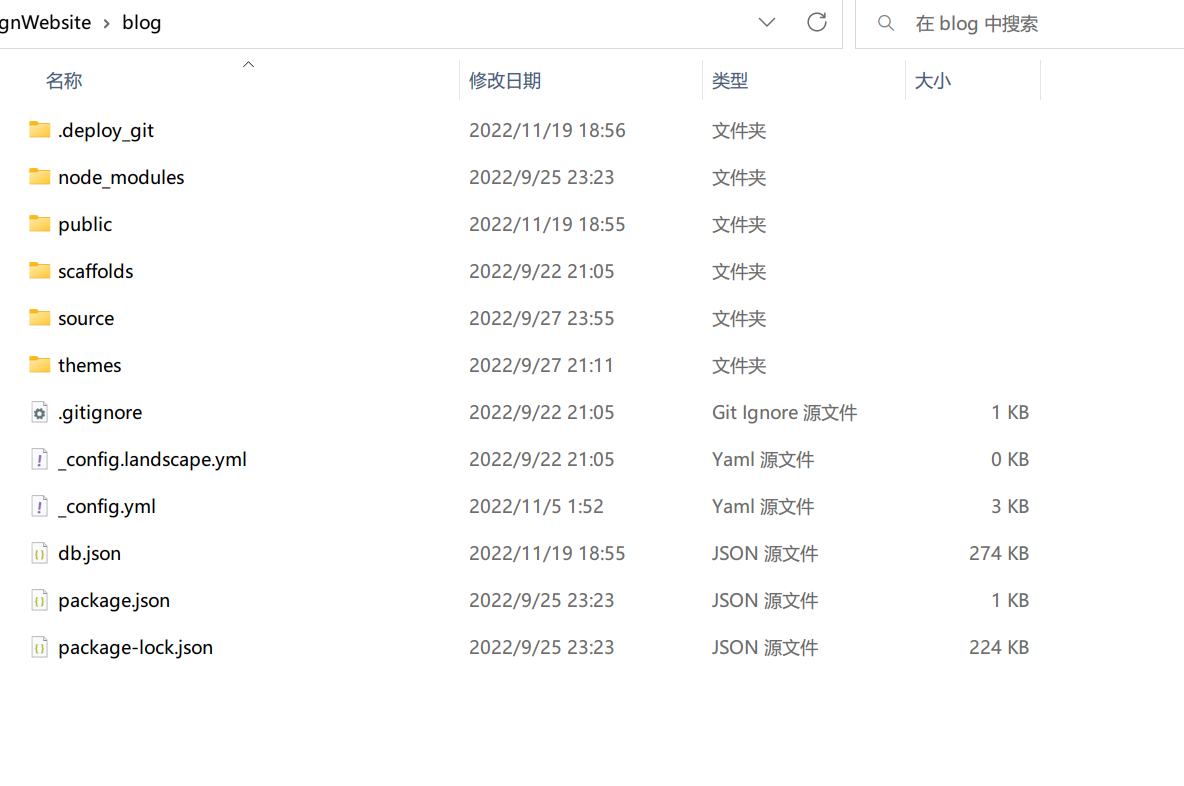 gnWebsite › blog 在 blog 中搜索
名称 修改日期 类型 大小
.deploy_git 2022/11/19 18:56 文件夹
node_modules 2022/9/25 23:23 文件夹
public 2022/11/19 18:55 文件夹
scaffolds 2022/9/22 21:05 文件夹
source 2022/9/27 23:55 文件夹
themes 2022/9/27 21:11 文件夹
.gitignore 2022/9/22 21:05 Git Ignore 源文件 1 KB
_config.landscape.yml 2022/9/22 21:05 Yaml 源文件 0 KB
_config.yml 2022/11/5 1:52 Yaml 源文件 3 KB
db.json 2022/11/19 18:55 JSON 源文件 274 KB
package.json 2022/9/25 23:23 JSON 源文件 1 KB
package-lock.json 2022/9/25 23:23 JSON 源文件 224 KB